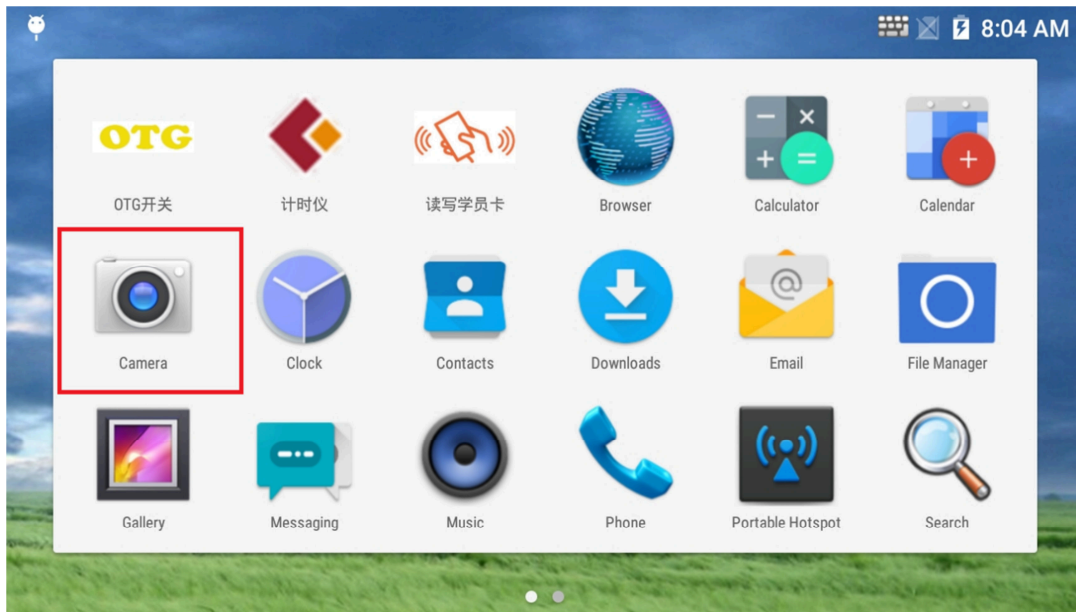 8:04 AM
OTG
OTG开关
计时仪
读写学员卡
Browser
Calculator
Calendar
Camera
Clock
Contacts
Downloads
Email
File Manager
Gallery
Messaging
Music
Phone
Portable Hotspot
Search